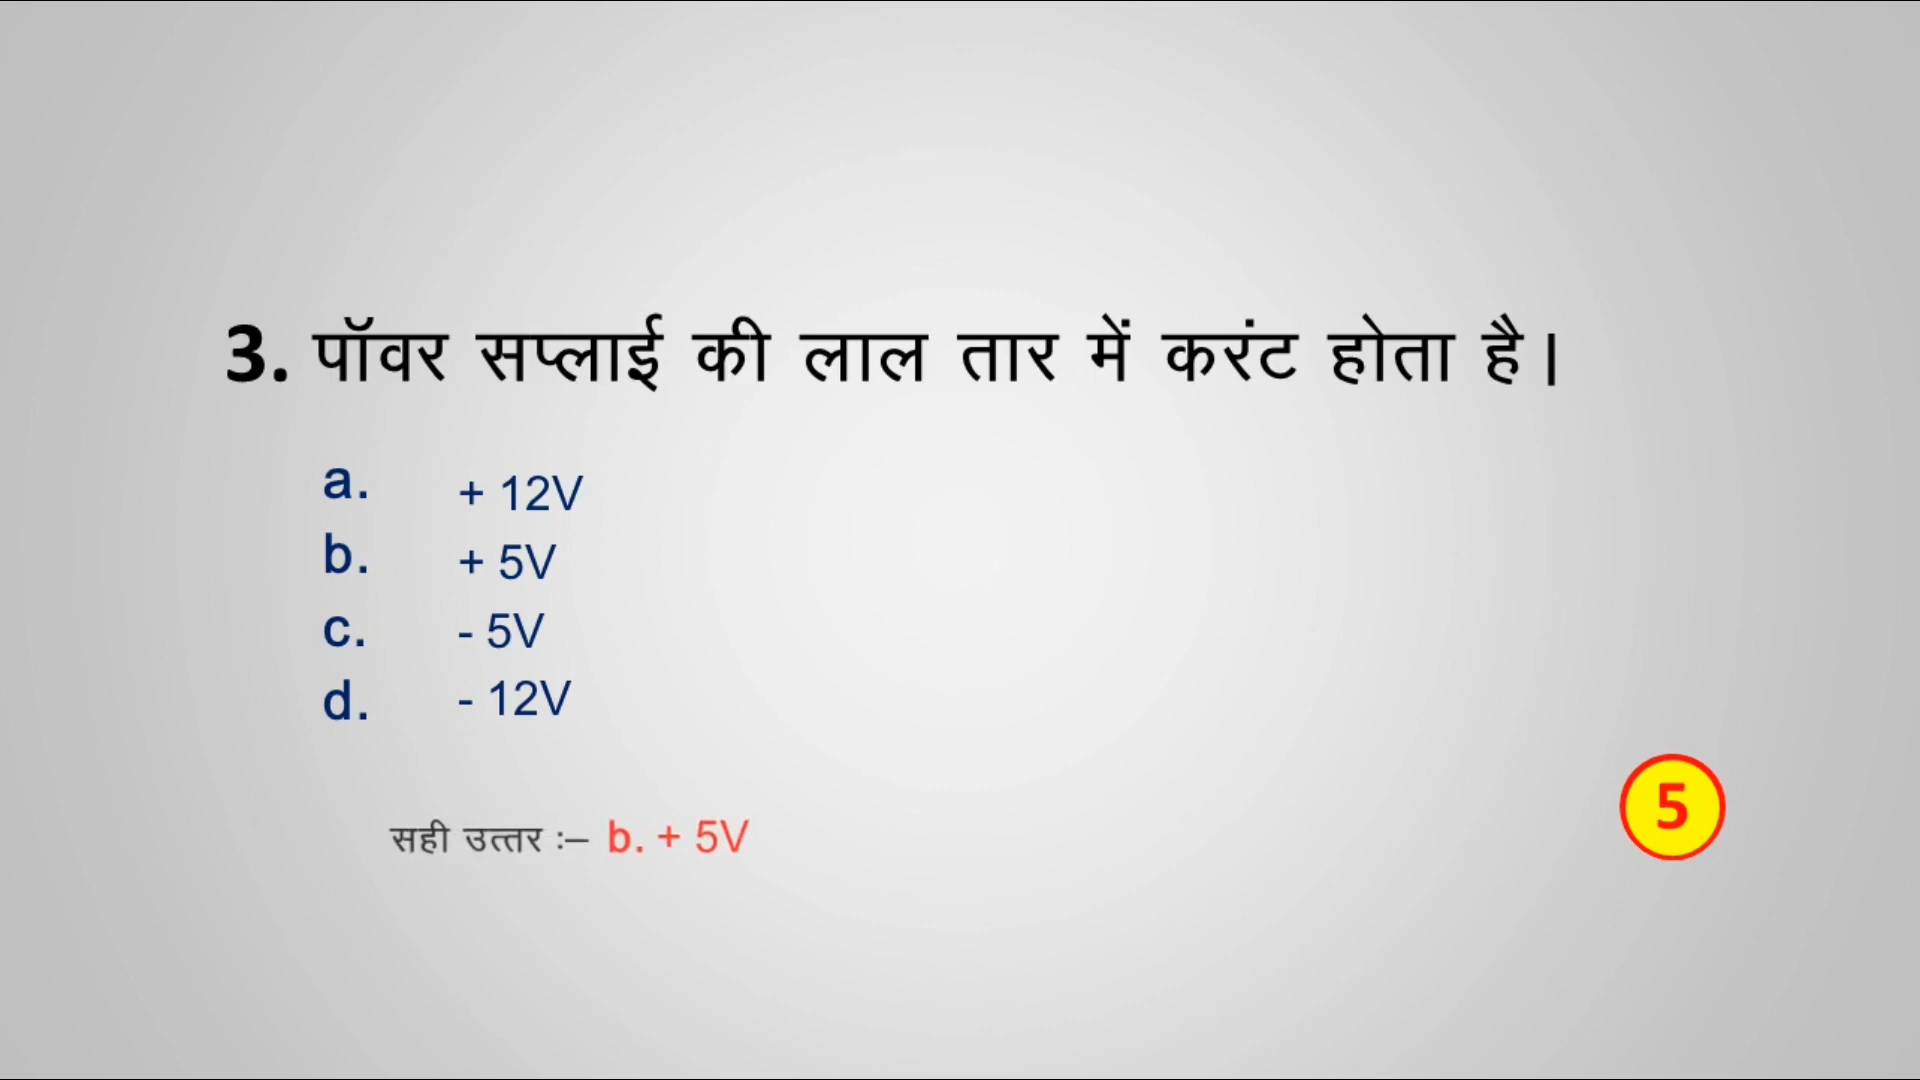 3. पॉवर सप्लाई की लाल तार में करंट होता है।
a. + 12V
b. + 5V
c. - 5V
d. - 12V
सही उत्तर :– b. + 5V
5